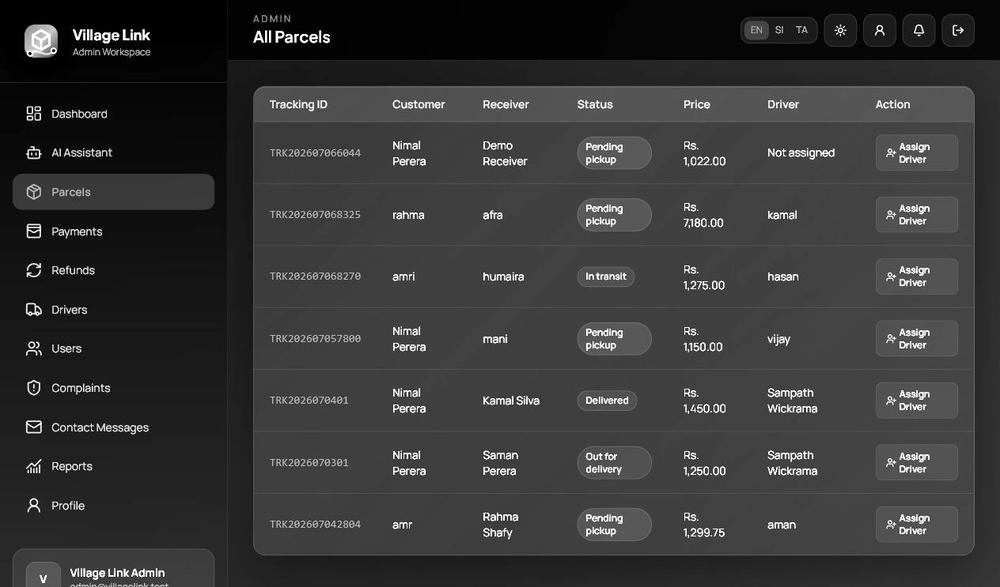 Village Link
Admin Workspace
Dashboard
AI Assistant
Parcels
Payments
Refunds
Drivers
Users
Complaints
Contact Messages
Reports
Profile
V
Village Link Admin
admin@villagelink.test
ADMIN
All Parcels
EN SI TA
Tracking ID Customer Receiver Status Price Driver Action
TRK202607066044 Nimal Perera Demo Receiver Pending pickup Rs. 1,022.00 Not assigned Assign Driver
TRK202607068325 rahma afra Pending pickup Rs. 7,180.00 kamal Assign Driver
TRK202607068270 amri humaira In transit Rs. 1,275.00 hasan Assign Driver
TRK202607057800 Nimal Perera mani Pending pickup Rs. 1,150.00 vijay Assign Driver
TRK2026070401 Nimal Perera Kamal Silva Delivered Rs. 1,450.00 Sampath Wickrama Assign Driver
TRK2026070301 Nimal Perera Saman Perera Out for delivery Rs. 1,250.00 Sampath Wickrama Assign Driver
TRK202607042804 amr Rahma Shafy Pending pickup Rs. 1,299.75 aman Assign Driver